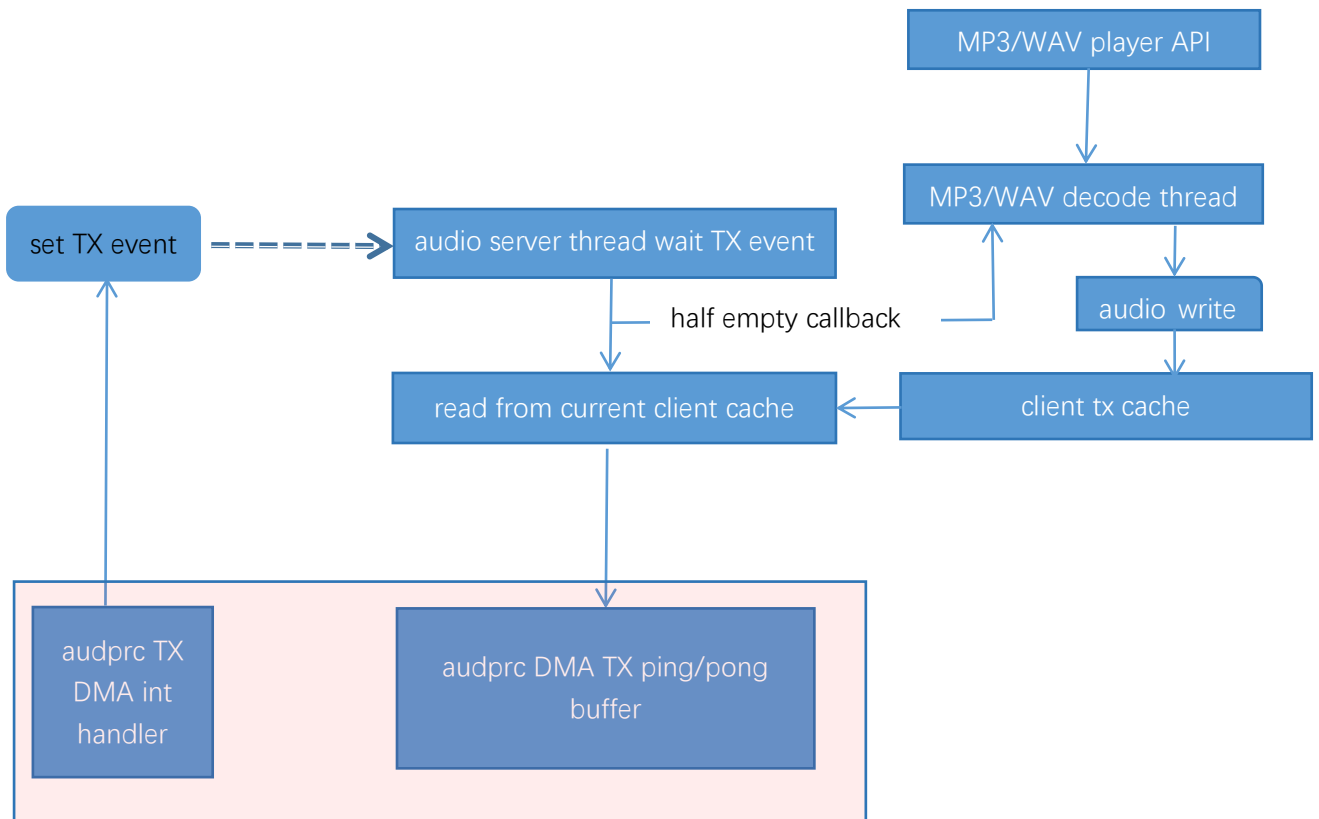 MP3/WAV player API
MP3/WAV decode thread
set TX event
audio server thread wait TX event
half empty callback
audio write
read from current client cache
client tx cache
audprc TX
DMA int
handler
audprc DMA TX ping/pong
buffer